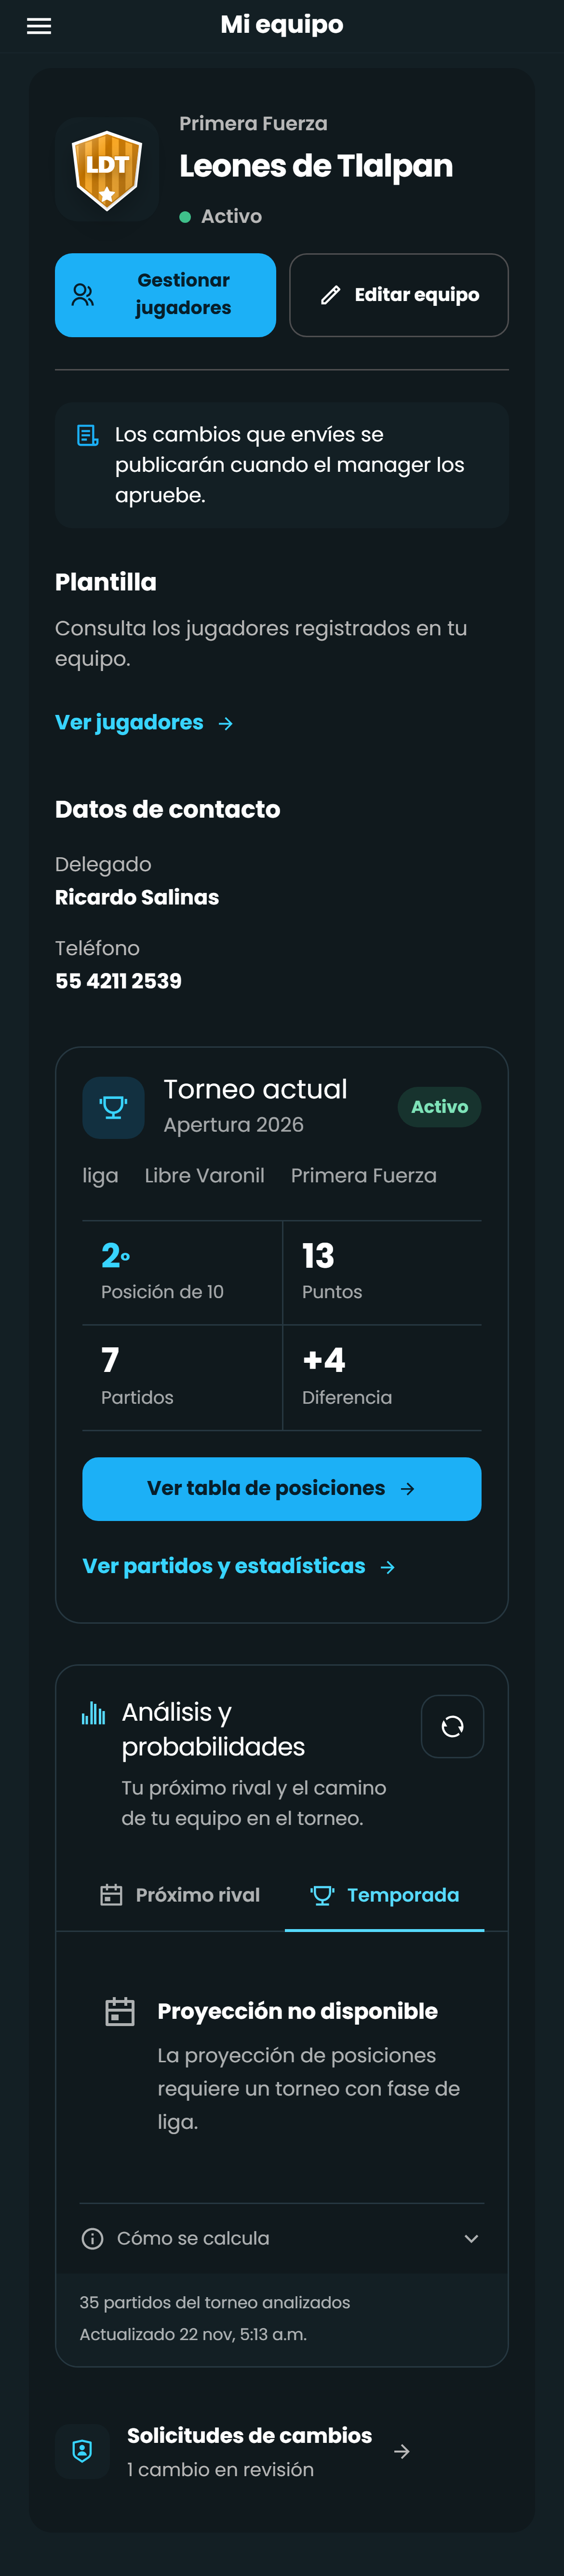 Mi equipo
Primera Fuerza
LDT
Leones de Tlalpan
Activo
Gestionar
jugadores
Editar equipo
Los cambios que envíes se
publicarán cuando el manager los
apruebe.
Plantilla
Consulta los jugadores registrados en tu
equipo.
Ver jugadores
Datos de contacto
Delegado
Ricardo Salinas
Teléfono
55 4211 2539
Torneo actual
Apertura 2026
Activo
liga Libre Varonil Primera Fuerza
2º
Posición de 10
13
Puntos
7
Partidos
+4
Diferencia
Ver tabla de posiciones
Ver partidos y estadísticas
Análisis y
probabilidades
Tu próximo rival y el camino
de tu equipo en el torneo.
Próximo rival
Temporada
Proyección no disponible
La proyección de posiciones
requiere un torneo con fase de
liga.
Cómo se calcula
35 partidos del torneo analizados
Actualizado 22 nov, 5:13 a.m.
Solicitudes de cambios
1 cambio en revisión